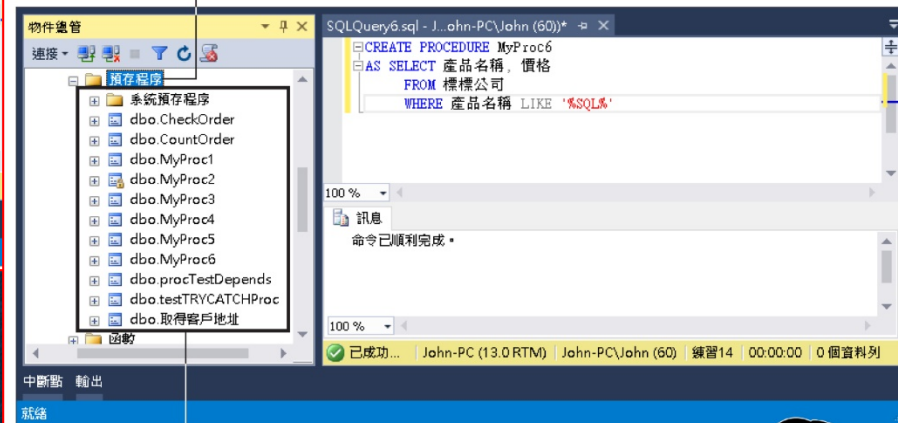 物件總管
連接
預存程序
系統預存程序
dbo.CheckOrder
dbo.CountOrder
dbo.MyProc1
dbo.MyProc2
dbo.MyProc3
dbo.MyProc4
dbo.MyProc5
dbo.MyProc6
dbo.procTestDepends
dbo.testTRYCATCHProc
dbo.取得客戶地址
函數
SQLQuery6.sql - J...ohn-PC\John (60))*
CREATE PROCEDURE MyProc6
AS SELECT 產品名稱, 價格
FROM 標標公司
WHERE 產品名稱 LIKE '%SQL%'
100 %
訊息
命令已順利完成。
100 %
已成功... John-PC (13.0 RTM) John-PC\John (60) 練習14 00:00:00 0 個資料列
中斷點 輸出
就緒